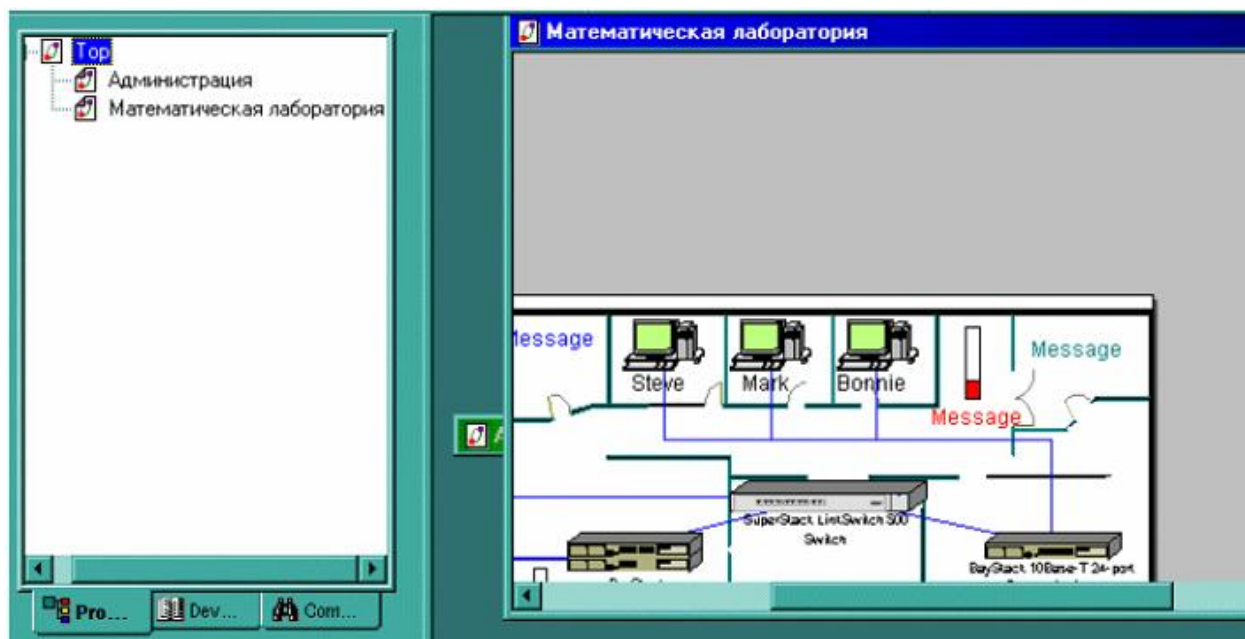 Top
Администрация
Математическая лаборатория
Pro...
Dev...
Com...
Математическая лаборатория
Message
Steve
Mark
Bonnie
Message
Message
SuperStack LinkSwitch 500
Switch
BayStack 10Base-T 24-port